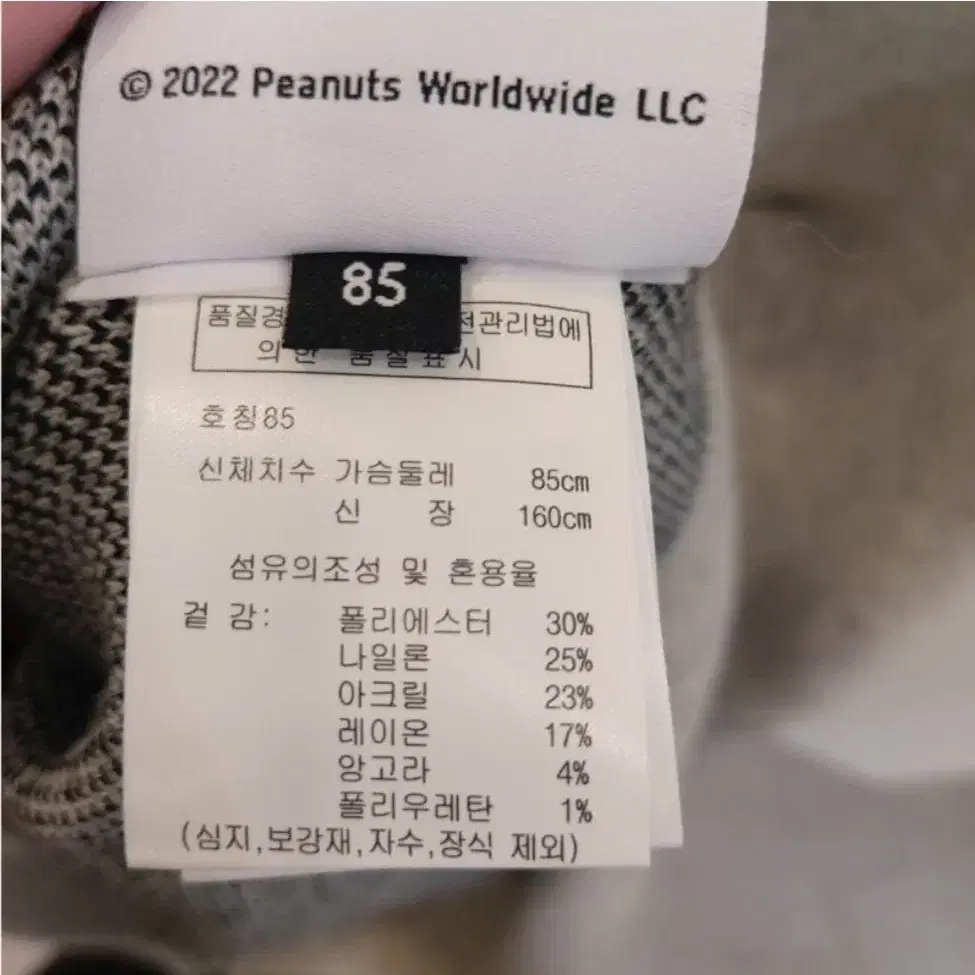 © 2022 Peanuts Worldwide LLC
85
품질경 전관리법에
의한 품질표시
호칭85
신체치수 가슴둘레 85cm
신 장 160cm
섬유의조성 및 혼용율
겉 감: 폴리에스터 30%
나일론 25%
아크릴 23%
레이온 17%
앙고라 4%
폴리우레탄 1%
(심지,보강재,자수,장식 제외)